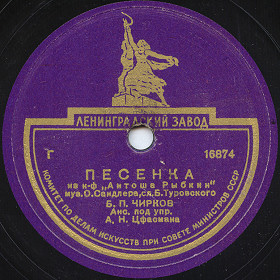 ЛЕНИНГРАДСКИЙ ЗАВОД
Г 16874
ПЕСЕНКА
из к-ф „Антоша Рыбкин"
муз. О. Сандлера, сл. Б. Туровского
Б. П. ЧИРКОВ
Анс. под упр.
А. Н. Цфасмана
КОМИТЕТ ПО ДЕЛАМ ИСКУССТВ ПРИ СОВЕТЕ МИНИСТРОВ СССР